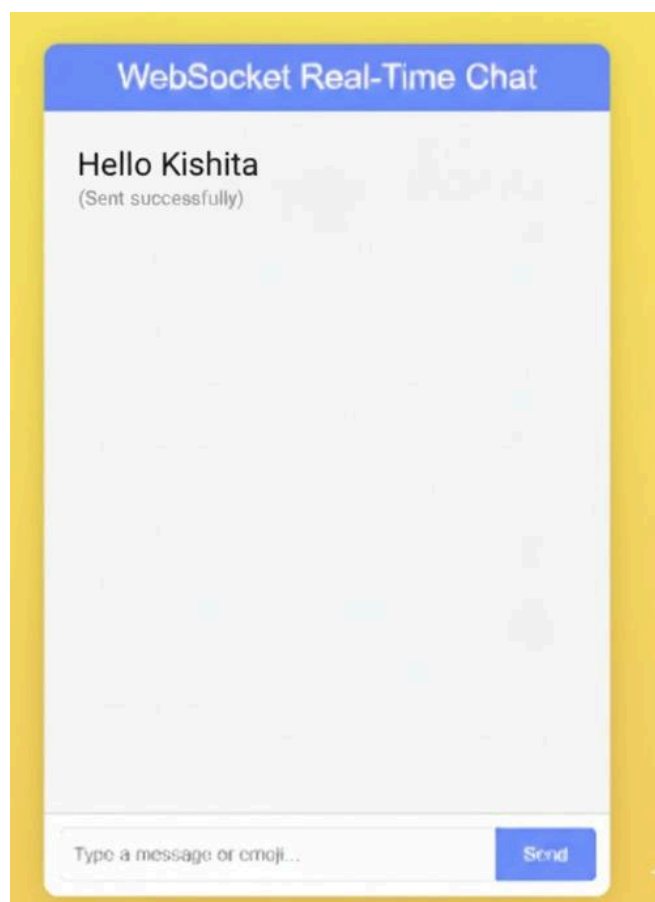 WebSocket Real-Time Chat
Hello Kishita
(Sent successfully)
Type a message or emoji...
Send